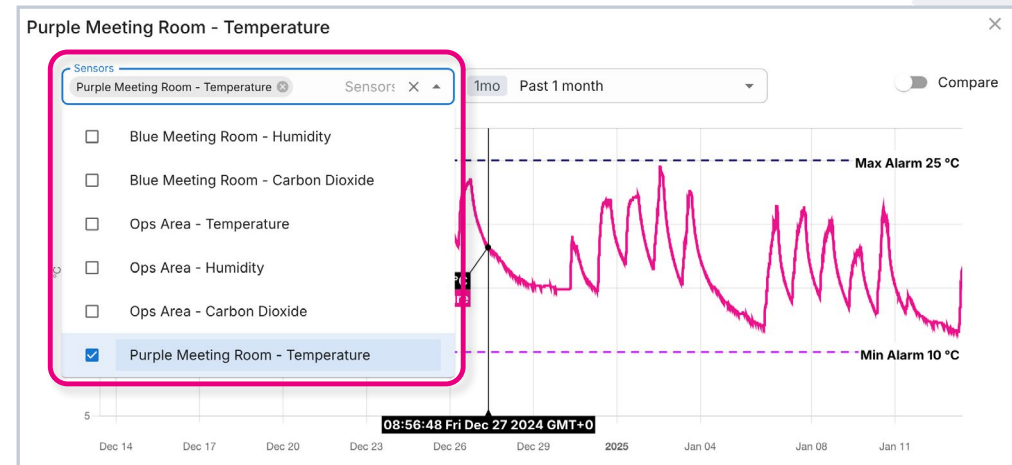 Purple Meeting Room - Temperature
Sensors
Purple Meeting Room - Temperature
Sensors
1mo Past 1 month
Compare
Blue Meeting Room - Humidity
Blue Meeting Room - Carbon Dioxide
Ops Area - Temperature
Ops Area - Humidity
Ops Area - Carbon Dioxide
Purple Meeting Room - Temperature
Max Alarm 25 °C
°C
Min Alarm 10 °C
5
08:56:48 Fri Dec 27 2024 GMT+0
Dec 14 Dec 17 Dec 20 Dec 23 Dec 26 Dec 29 2025 Jan 04 Jan 08 Jan 11